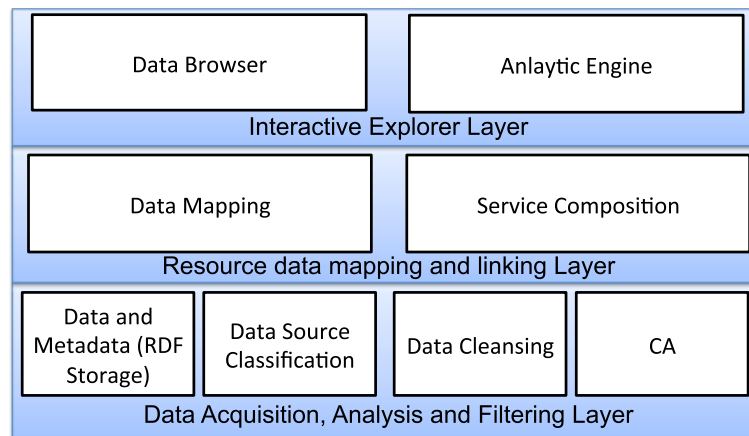 Data Browser
Anlaytic Engine
Interactive Explorer Layer
Data Mapping
Service Composition
Resource data mapping and linking Layer
Data and
Metadata (RDF
Storage)
Data Source
Classification
Data Cleansing
CA
Data Acquisition, Analysis and Filtering Layer